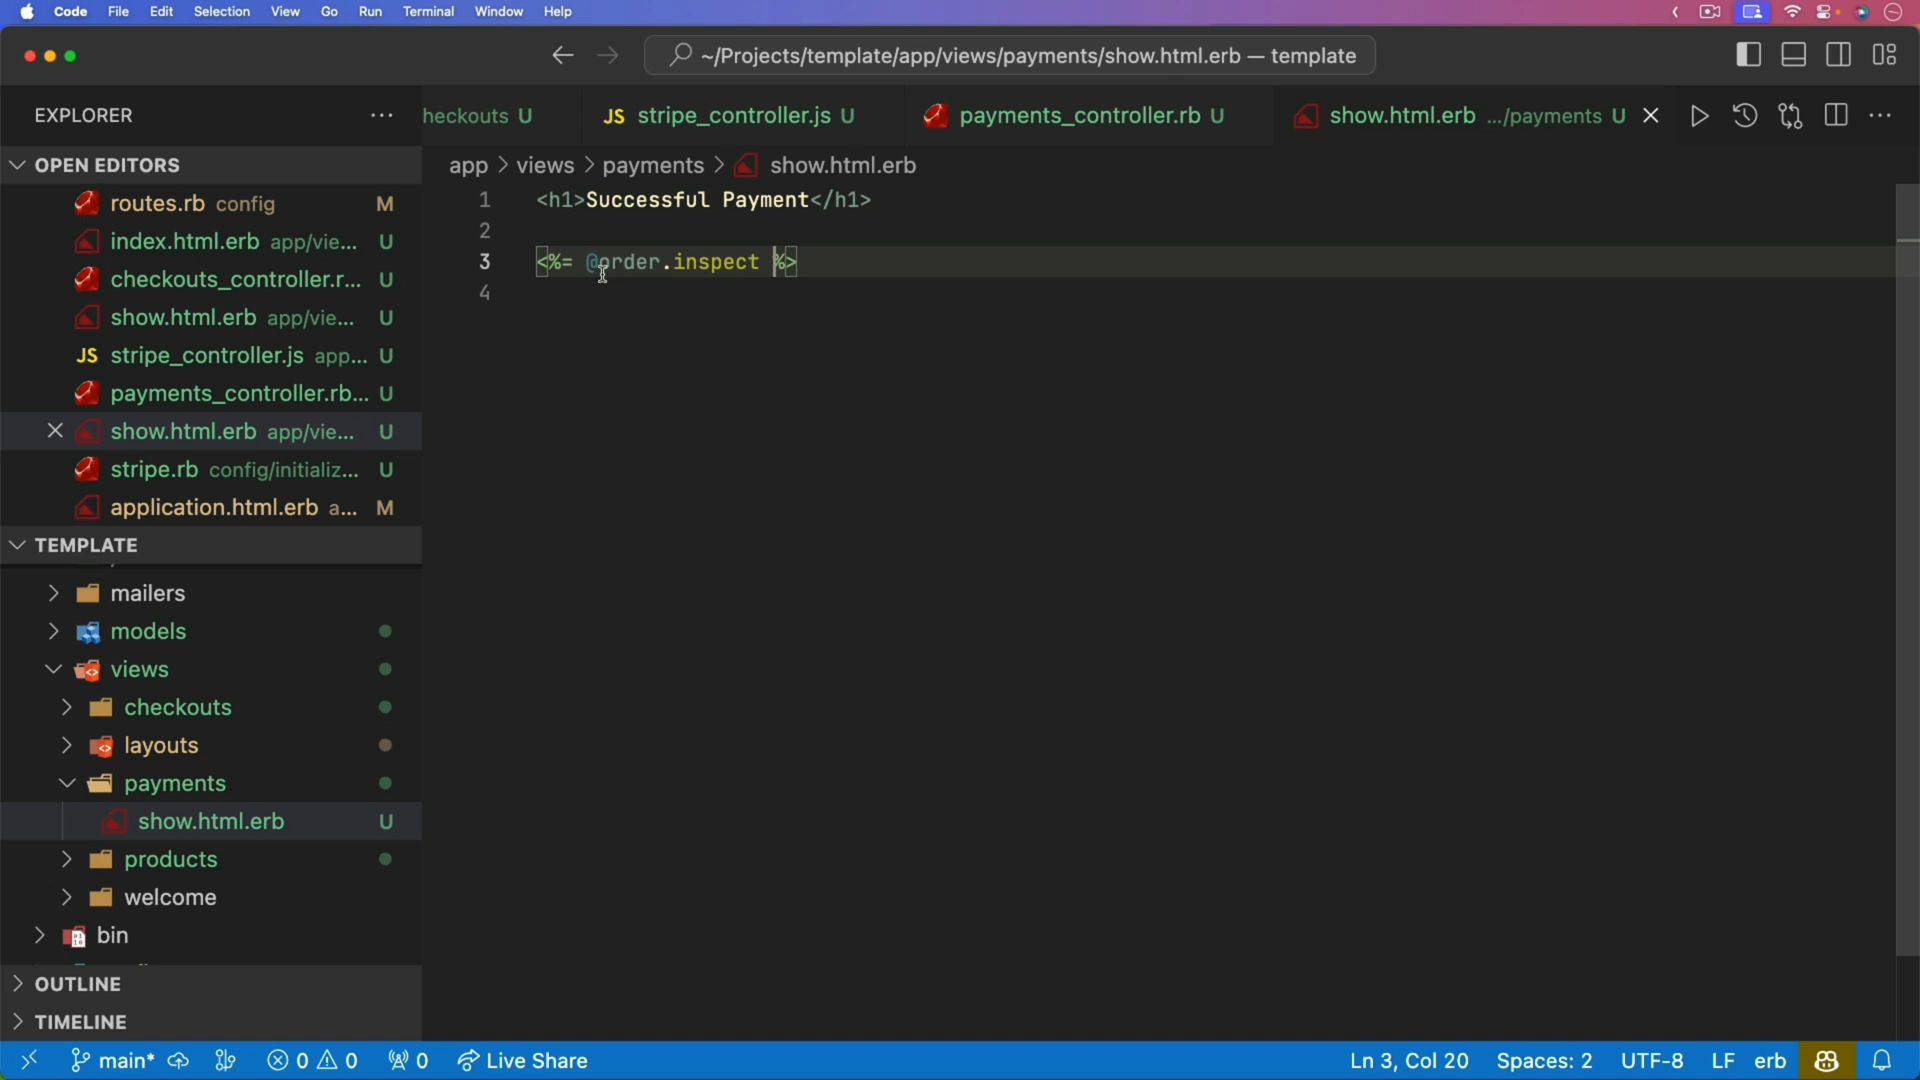 Code File Edit Selection View Go Run Terminal Window Help
~/Projects/template/app/views/payments/show.html.erb — template
EXPLORER
heckouts U
JS stripe_controller.js U
payments_controller.rb U
show.html.erb .../payments U
OPEN EDITORS
routes.rb config M
index.html.erb app/vie... U
checkouts_controller.r... U
show.html.erb app/vie... U
JS stripe_controller.js app... U
payments_controller.rb... U
show.html.erb app/vie... U
stripe.rb config/initializ... U
application.html.erb a... M
TEMPLATE
mailers
models
views
checkouts
layouts
payments
show.html.erb U
products
welcome
bin
OUTLINE
TIMELINE
app > views > payments > show.html.erb
1 <h1>Successful Payment</h1>
2
3 <%= @order.inspect %>
4
main* 0 0 0 Live Share
Ln 3, Col 20 Spaces: 2 UTF-8 LF erb